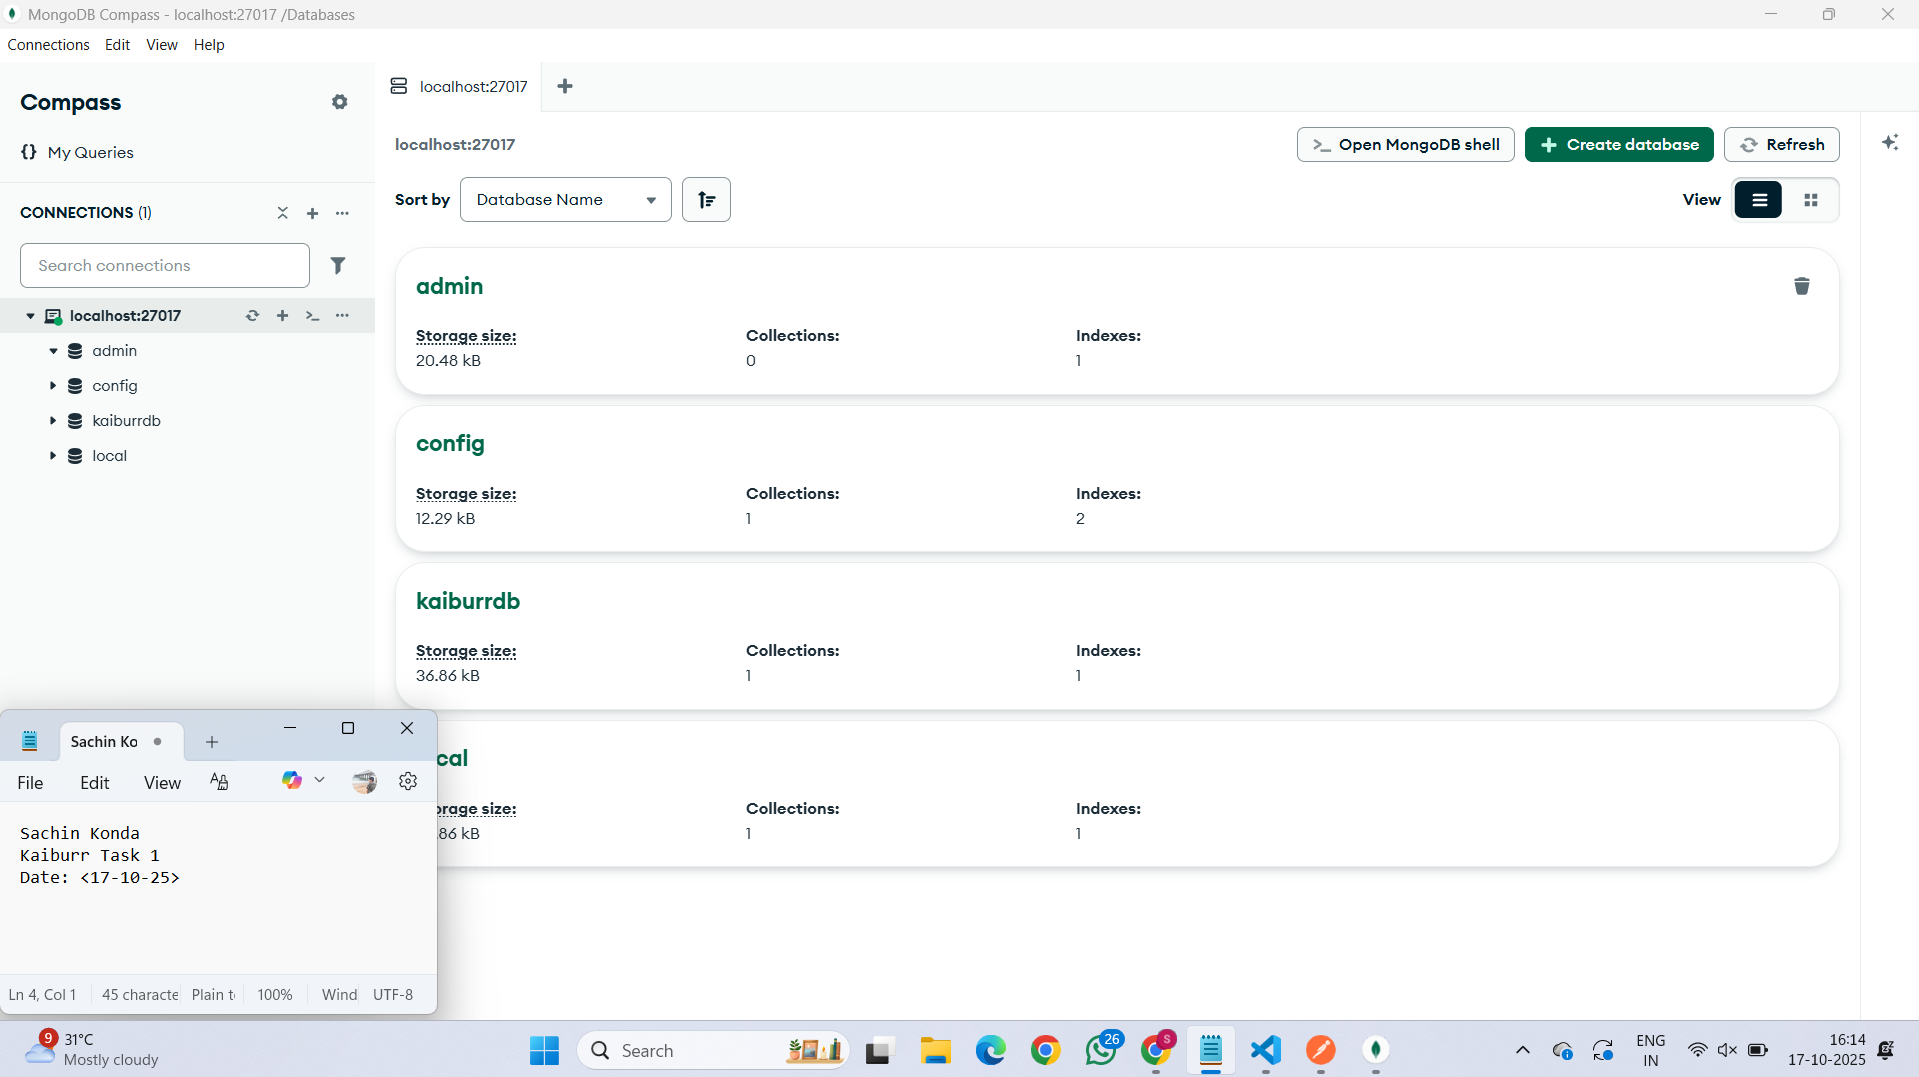 MongoDB Compass - localhost:27017 /Databases
Connections Edit View Help
Compass
My Queries
CONNECTIONS (1)
Search connections
localhost:27017
admin
config
kaiburrdb
local
localhost:27017
localhost:27017
Open MongoDB shell
Create database
Refresh
Sort by Database Name
View
admin
Storage size: Collections: Indexes:
20.48 kB 0 1
config
Storage size: Collections: Indexes:
12.29 kB 1 2
kaiburrdb
Storage size: Collections: Indexes:
36.86 kB 1 1
cal
orage size: Collections: Indexes:
.86 kB 1 1
Sachin Ko
File Edit View
Sachin Konda
Kaiburr Task 1
Date: <17-10-25>
Ln 4, Col 1 45 characte Plain t 100% Wind UTF-8
9
31°C
Mostly cloudy
Search
26
S
ENG
IN
16:14
17-10-2025